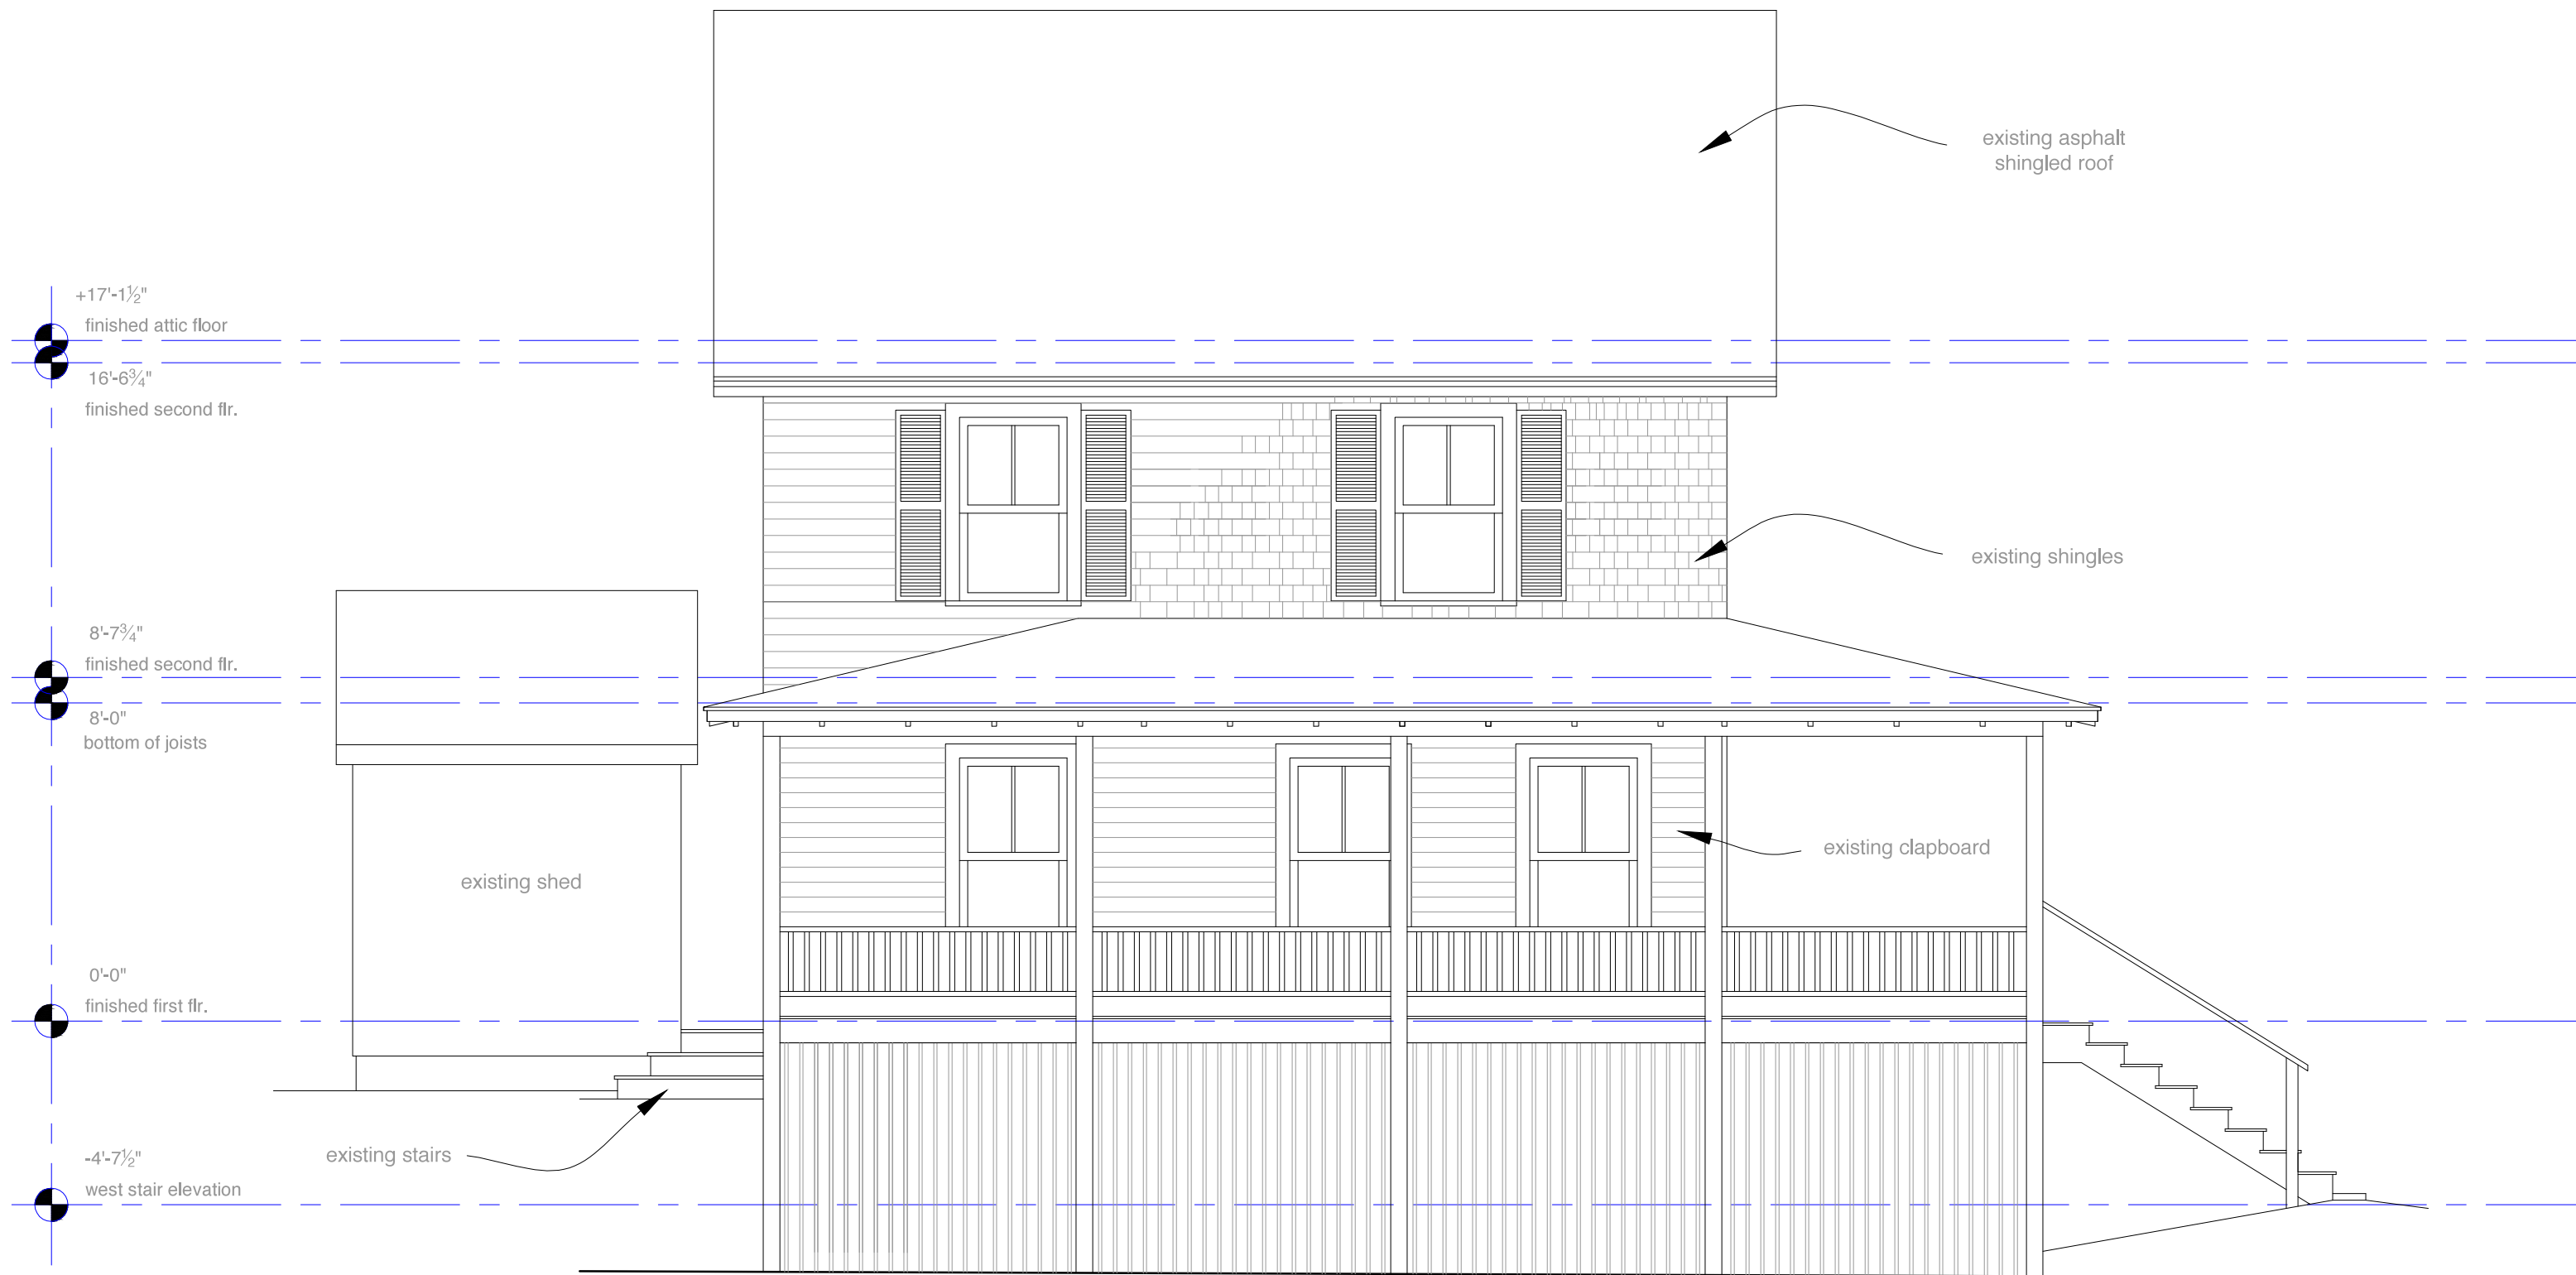 existing asphalt
shingled roof
+17'-1½"
finished attic floor
16'-6¾"
finished second flr.
existing shingles
8'-7¾"
finished second flr.
8'-0"
bottom of joists
existing clapboard
existing shed
0'-0"
finished first flr.
existing stairs
-4'-7½"
west stair elevation